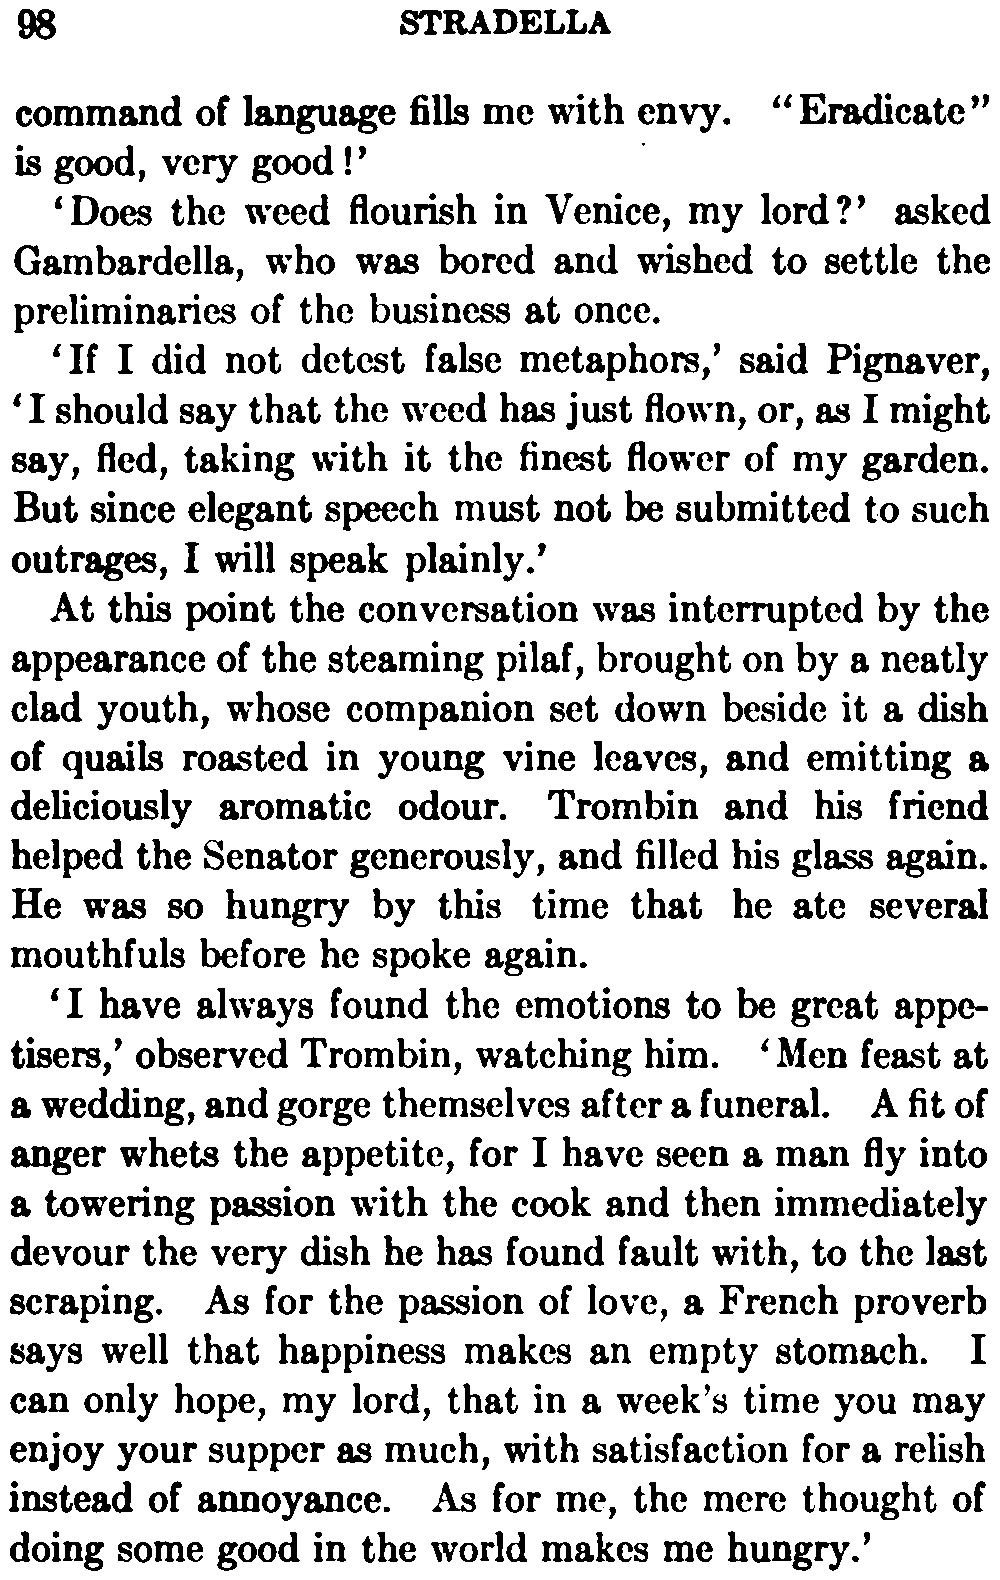 98 STRADELLA
command of language fills me with envy. “Eradicate”
is good, very good!’
‘Does the weed flourish in Venice, my lord?’ asked
Gambardella, who was bored and wished to settle the
preliminaries of the business at once.
‘If I did not detest false metaphors,’ said Pignaver,
‘I should say that the weed has just flown, or, as I might
say, fled, taking with it the finest flower of my garden.
But since elegant speech must not be submitted to such
outrages, I will speak plainly.’
At this point the conversation was interrupted by the
appearance of the steaming pilaf, brought on by a neatly
clad youth, whose companion set down beside it a dish
of quails roasted in young vine leaves, and emitting a
deliciously aromatic odour. Trombin and his friend
helped the Senator generously, and filled his glass again.
He was so hungry by this time that he ate several
mouthfuls before he spoke again.
‘I have always found the emotions to be great appe-
tisers,’ observed Trombin, watching him. ‘Men feast at
a wedding, and gorge themselves after a funeral. A fit of
anger whets the appetite, for I have seen a man fly into
a towering passion with the cook and then immediately
devour the very dish he has found fault with, to the last
scraping. As for the passion of love, a French proverb
says well that happiness makes an empty stomach. I
can only hope, my lord, that in a week’s time you may
enjoy your supper as much, with satisfaction for a relish
instead of annoyance. As for me, the mere thought of
doing some good in the world makes me hungry.’